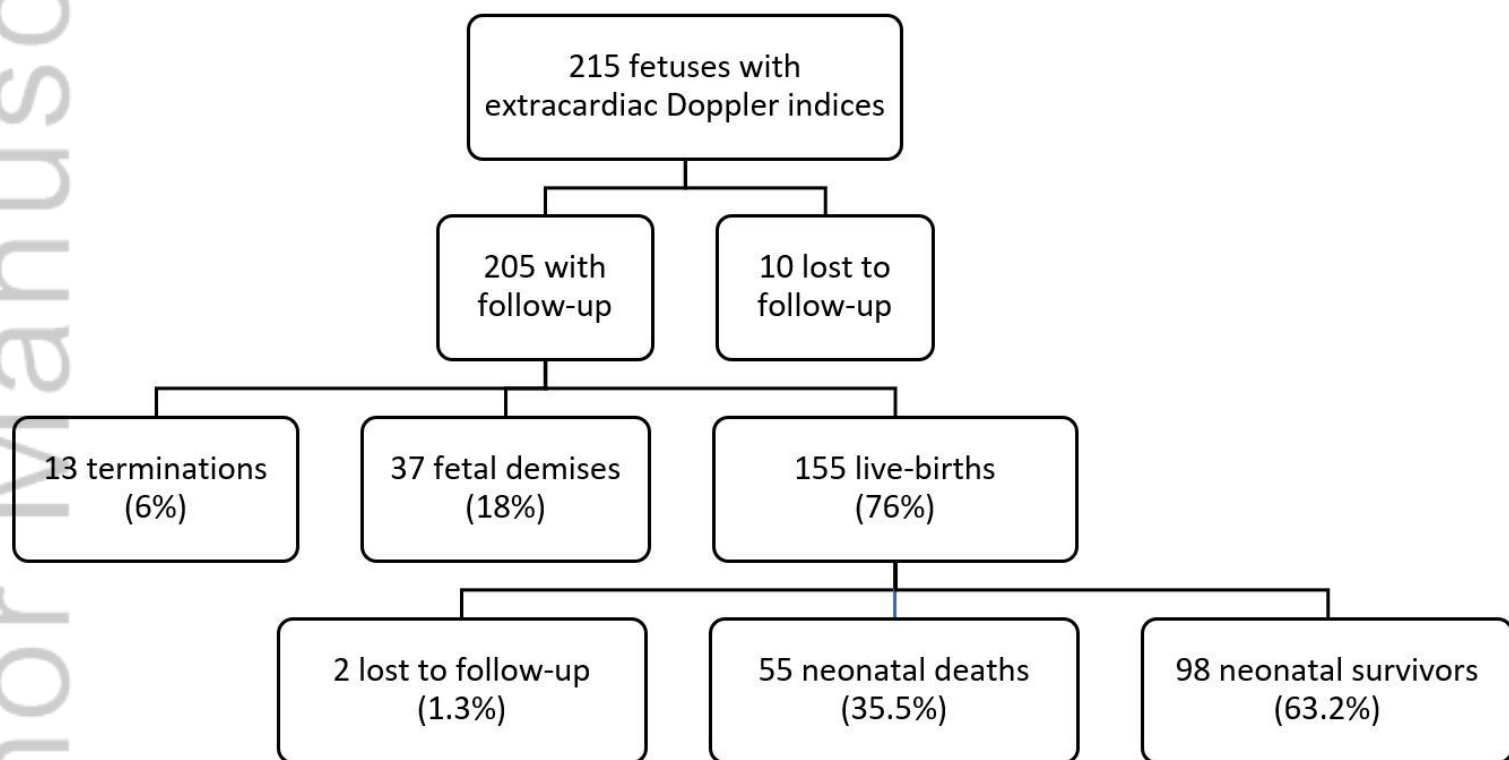 215 fetuses with
extracardiac Doppler indices
205 with
follow-up
10 lost to
follow-up
13 terminations
(6%)
37 fetal demises
(18%)
155 live-births
(76%)
2 lost to follow-up
(1.3%)
55 neonatal deaths
(35.5%)
98 neonatal survivors
(63.2%)